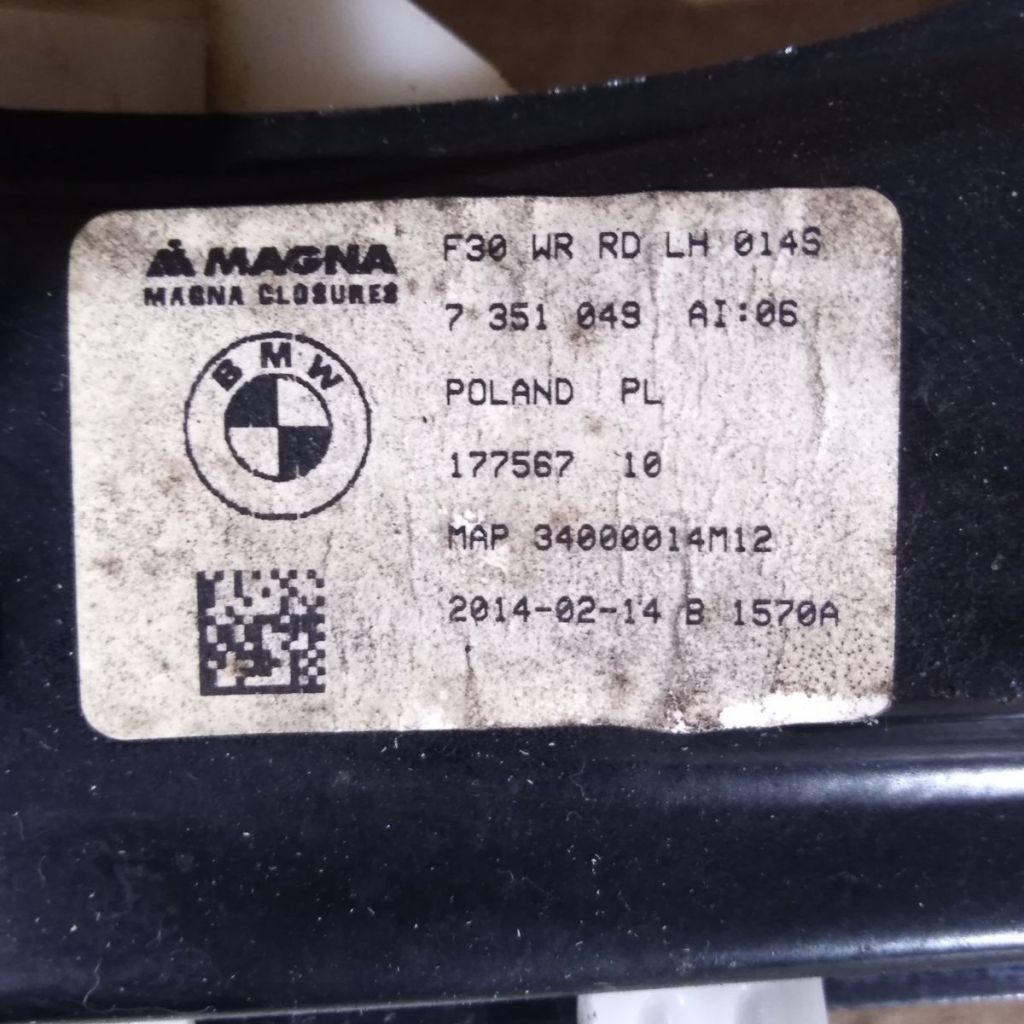 MAGNA
MAGNA CLOSURES
BMW
F30 WR RD LH 014S
7 351 049 AI:06
POLAND PL
177567 10
MAP 34000014M12
2014-02-14 B 1570A